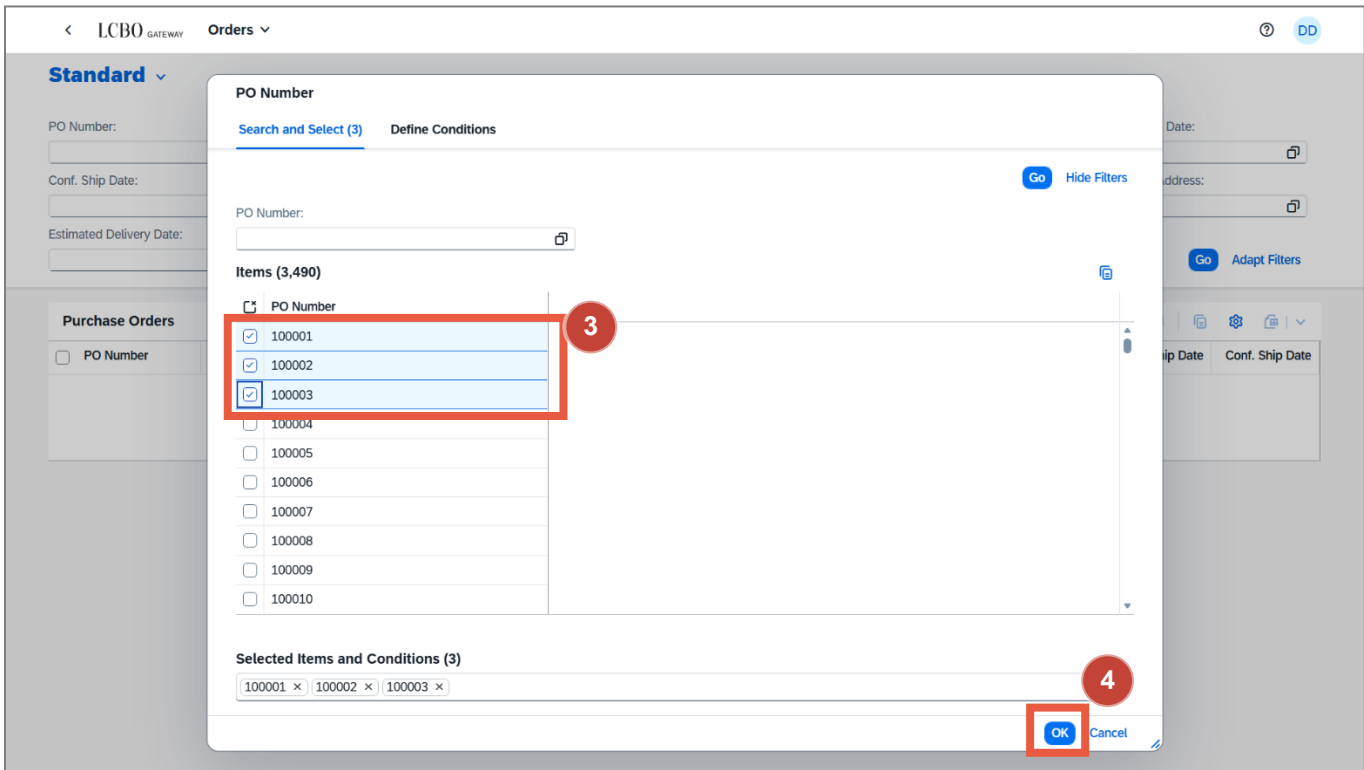 LCBO GATEWAY Orders DD
Standard
PO Number
PO Number:
Search and Select (3) Define Conditions
Date:
Conf. Ship Date:
Go Hide Filters
ddress:
PO Number:
Estimated Delivery Date:
Go Adapt Filters
Items (3,490)
PO Number
Purchase Orders
3
100001
PO Number
ip Date Conf. Ship Date
100002
100003
100004
100005
100006
100007
100008
100009
100010
Selected Items and Conditions (3)
100001 × 100002 × 100003 ×
4
OK Cancel